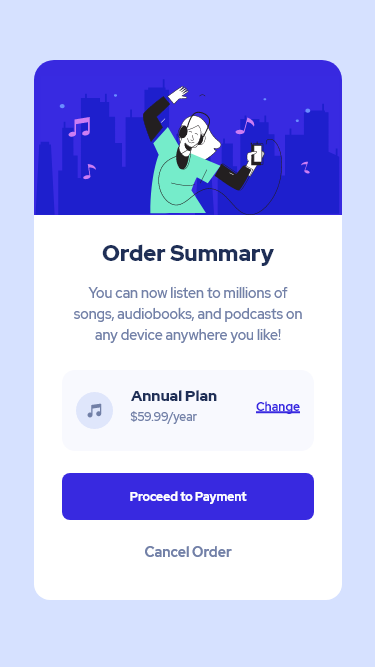 Order Summary
You can now listen to millions of
songs, audiobooks, and podcasts on
any device anywhere you like!
Annual Plan
$59.99/year
Change
Proceed to Payment
Cancel Order